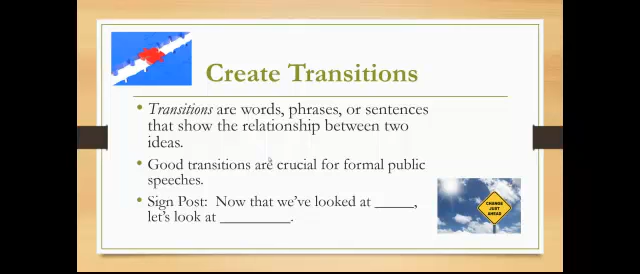 Create Transitions
• Transitions are words, phrases, or sentences
that show the relationship between two
ideas.
• Good transitions are crucial for formal public
speeches.
• Sign Post:  Now that we've looked at _____,
let's look at _________.
CHANGE
JUST
AHEAD